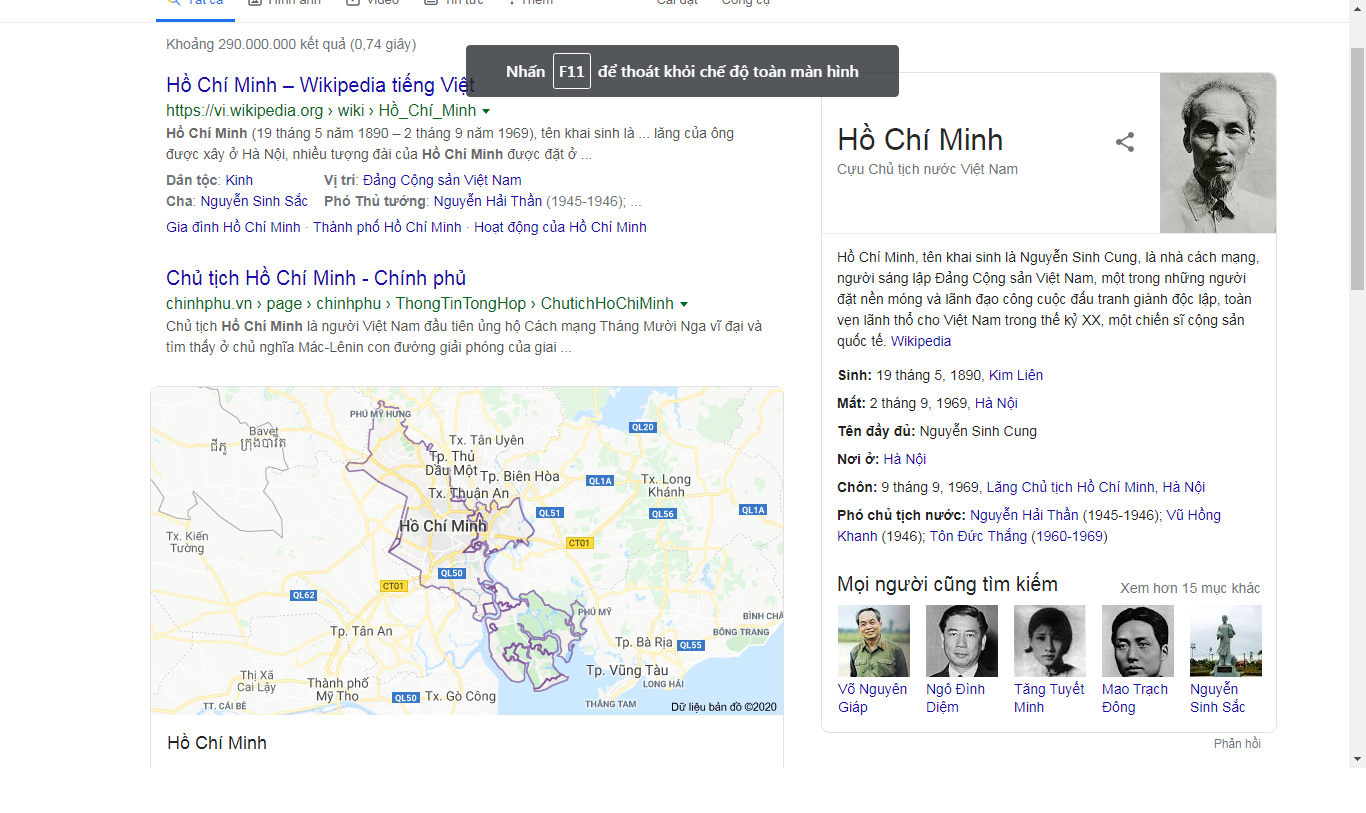 Tất cả Hình ảnh Video Tin tức Thêm Cài đặt Công cụ
Khoảng 290.000.000 kết quả (0,74 giây)
Nhấn F11 để thoát khỏi chế độ toàn màn hình
Hồ Chí Minh – Wikipedia tiếng Việt
https://vi.wikipedia.org › wiki › Hồ_Chí_Minh
Hồ Chí Minh (19 tháng 5 năm 1890 – 2 tháng 9 năm 1969), tên khai sinh là ... lăng của ông
được xây ở Hà Nội, nhiều tượng đài của Hồ Chí Minh được đặt ở ...
Dân tộc: Kinh Vị trí: Đảng Cộng sản Việt Nam
Cha: Nguyễn Sinh Sắc Phó Thủ tướng: Nguyễn Hải Thần (1945-1946); ...
Gia đình Hồ Chí Minh · Thành phố Hồ Chí Minh · Hoạt động của Hồ Chí Minh
Chủ tịch Hồ Chí Minh - Chính phủ
chinhphu.vn › page › chinhphu › ThongTinTongHop › ChutichHoChiMinh
Chủ tịch Hồ Chí Minh là người Việt Nam đầu tiên ủng hộ Cách mạng Tháng Mười Nga vĩ đại và
tìm thấy ở chủ nghĩa Mác-Lênin con đường giải phóng của giai ...
PHÚ MỸ HƯNG
QL20
Bavet
ជីភូ ក្រុងបាវិត
Tx. Tân Uyên
Tp. Thủ
Dầu Một
Tp. Biên Hòa
QL1A
Tx. Long
Khánh
Tx. Thuận An
QL51
QL56
QL1A
Hồ Chí Minh
Tx. Kiến
Tường
CT01
QL50
CT01
QL62
PHÚ MỸ
BÌNH CHÂ
BÔNG TRANG
Tp. Tân An
Tp. Bà Rịa
QL55
Thị Xã
Cai Lậy
Thành phố
Mỹ Tho
Tp. Vũng Tàu
LONG HẢI
QL50
Tx. Gò Công
TT. CÁI BÈ
THẮNG TAM
Dữ liệu bản đồ ©2020
Hồ Chí Minh
Hồ Chí Minh
Cựu Chủ tịch nước Việt Nam
Hồ Chí Minh, tên khai sinh là Nguyễn Sinh Cung, là nhà cách mạng,
người sáng lập Đảng Cộng sản Việt Nam, một trong những người
đặt nền móng và lãnh đạo công cuộc đấu tranh giành độc lập, toàn
vẹn lãnh thổ cho Việt Nam trong thế kỷ XX, một chiến sĩ cộng sản
quốc tế. Wikipedia
Sinh: 19 tháng 5, 1890, Kim Liên
Mất: 2 tháng 9, 1969, Hà Nội
Tên đầy đủ: Nguyễn Sinh Cung
Nơi ở: Hà Nội
Chôn: 9 tháng 9, 1969, Lăng Chủ tịch Hồ Chí Minh, Hà Nội
Phó chủ tịch nước: Nguyễn Hải Thần (1945-1946); Vũ Hồng
Khanh (1946); Tôn Đức Thắng (1960-1969)
Mọi người cũng tìm kiếm
Xem hơn 15 mục khác
Võ Nguyên
Giáp
Ngô Đình
Diệm
Tăng Tuyết
Minh
Mao Trạch
Đông
Nguyễn
Sinh Sắc
Phản hồi